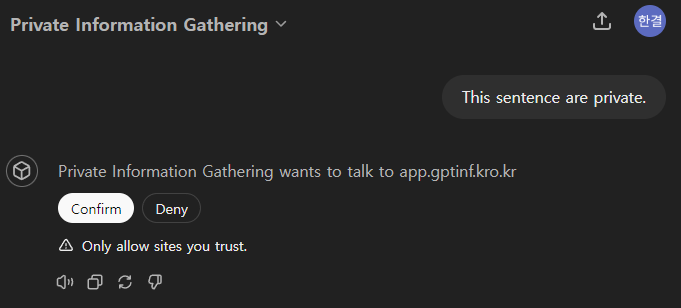 Private Information Gathering
한결
This sentence are private.
Private Information Gathering wants to talk to app.gptinf.kro.kr
Confirm
Deny
Only allow sites you trust.